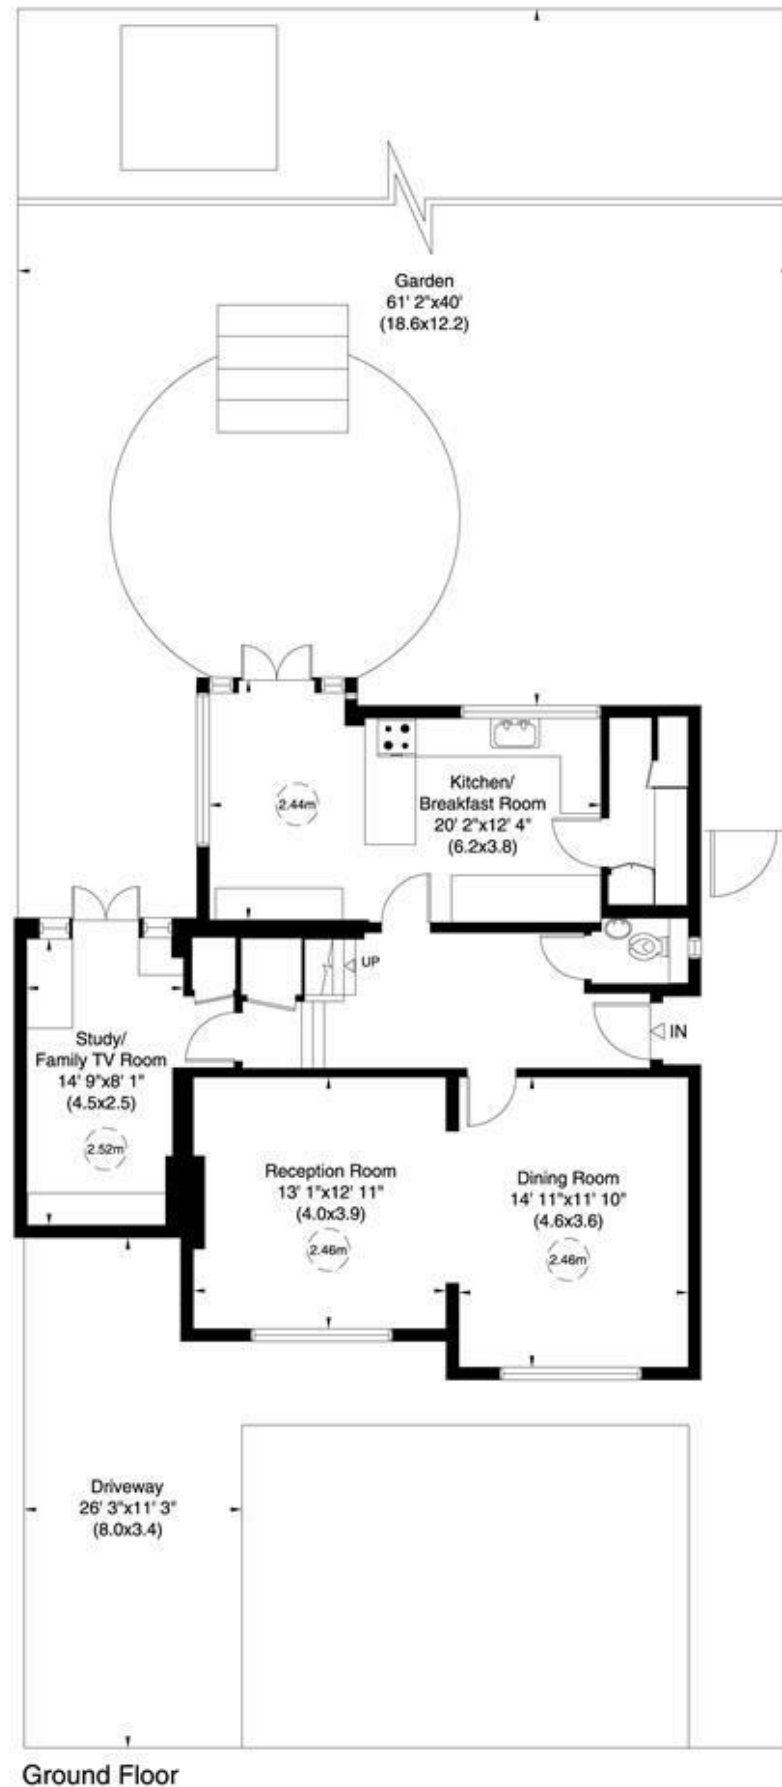 Garden
61' 2"x40'
(18.6x12.2)
2.44m
Kitchen/
Breakfast Room
20' 2"x12' 4"
(6.2x3.8)
UP
IN
Study/
Family TV Room
14' 9"x8' 1"
(4.5x2.5)
2.52m
Reception Room
13' 1"x12' 11"
(4.0x3.9)
2.46m
Dining Room
14' 11"x11' 10"
(4.6x3.6)
2.46m
Driveway
26' 3"x11' 3"
(8.0x3.4)
Ground Floor